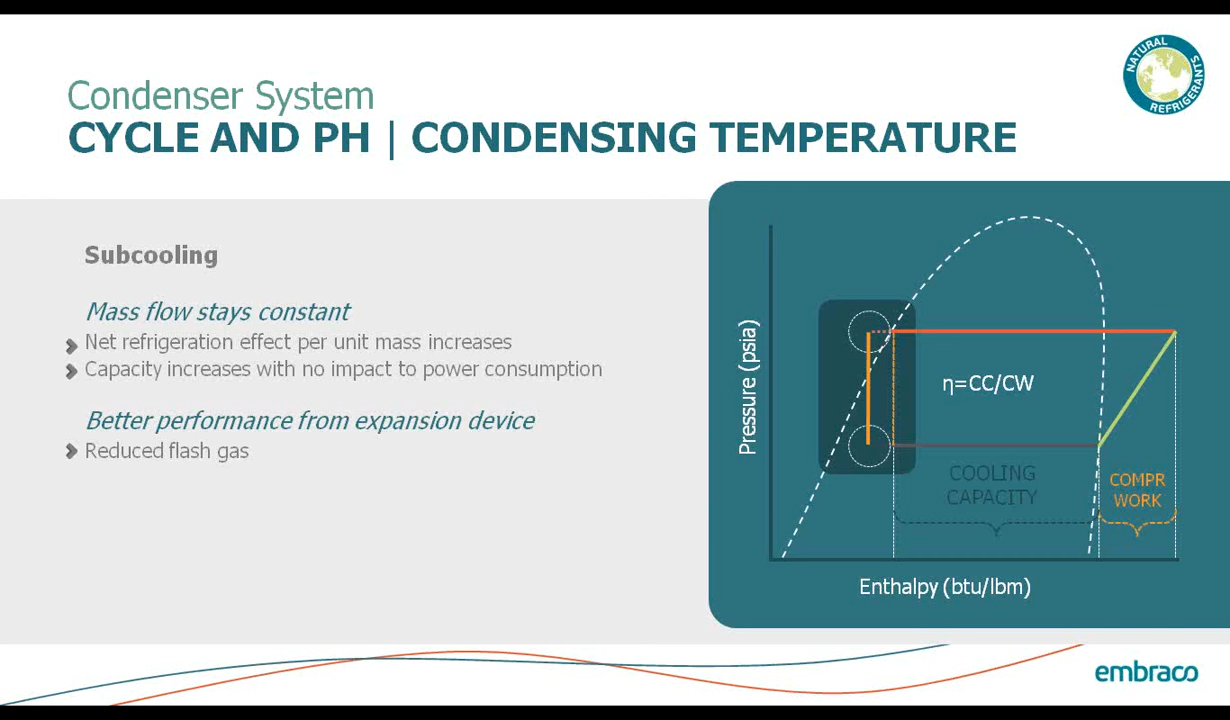 NATURAL REFRIGERANTS
Condenser System
CYCLE AND PH | CONDENSING TEMPERATURE
Subcooling
Mass flow stays constant
Net refrigeration effect per unit mass increases
Capacity increases with no impact to power consumption
Better performance from expansion device
Reduced flash gas
Pressure (psia)
η=CC/CW
COOLING
CAPACITY
COMPR
WORK
Enthalpy (btu/lbm)
embraco